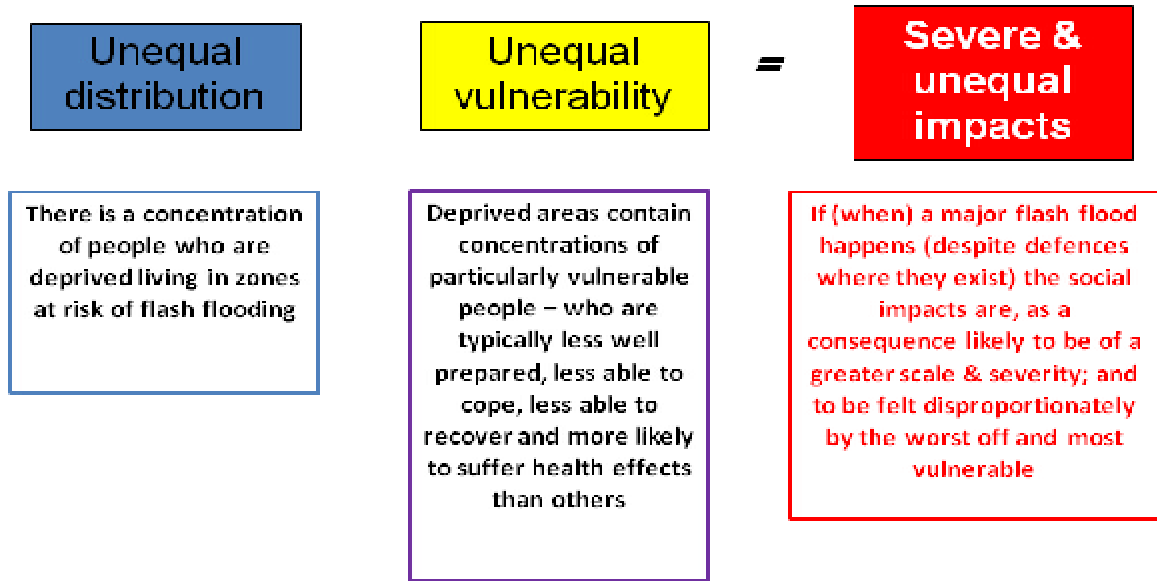 Unequal
distribution
Unequal
vulnerability
=
Severe &
unequal
impacts
There is a concentration
of people who are
deprived living in zones
at risk of flash flooding
Deprived areas contain
concentrations of
particularly vulnerable
people – who are
typically less well
prepared, less able to
cope, less able to
recover and more likely
to suffer health effects
than others
If (when) a major flash flood
happens (despite defences
where they exist) the social
impacts are, as a
consequence likely to be of a
greater scale & severity; and
to be felt disproportionately
by the worst off and most
vulnerable